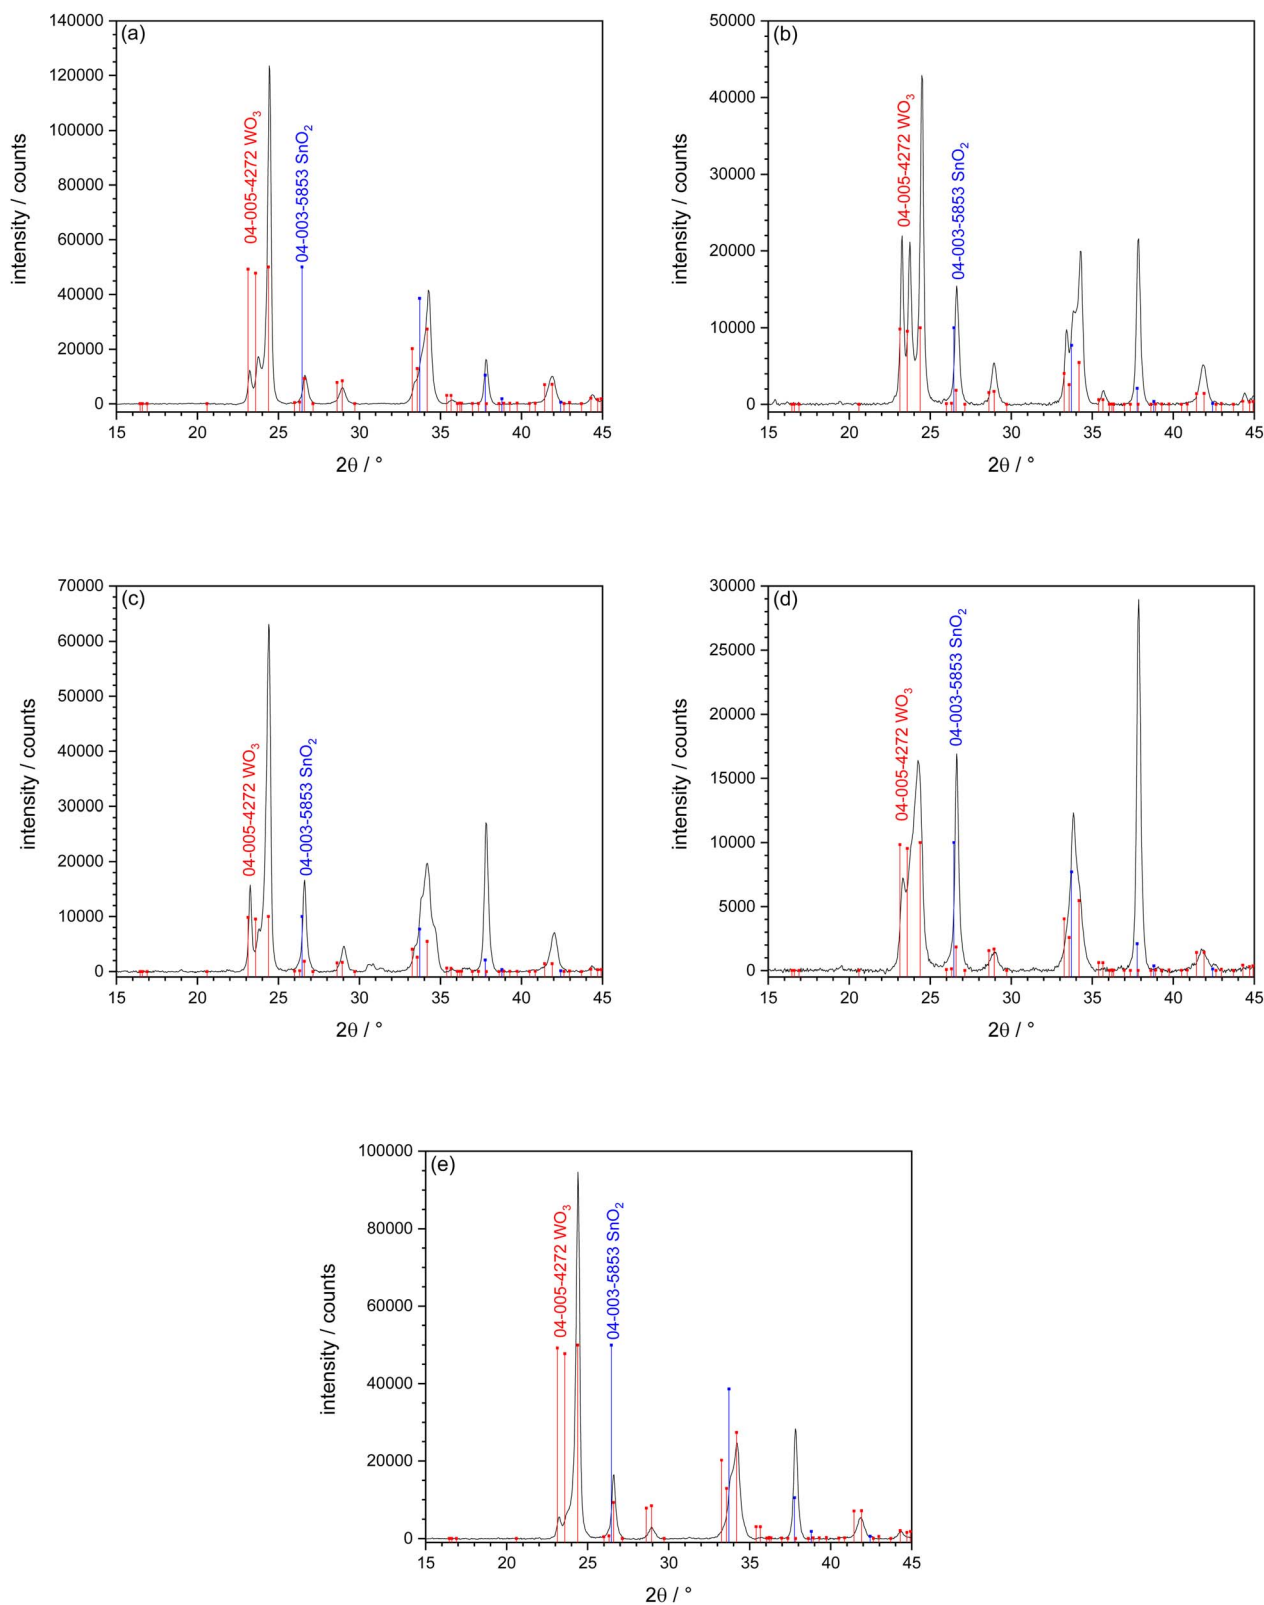 (a)
140000
120000
100000
80000
60000
40000
20000
0
intensity / counts
04-005-4272 WO₃
04-003-5853 SnO₂
15 20 25 30 35 40 45
2θ / °
(b)
50000
40000
30000
20000
10000
0
intensity / counts
04-005-4272 WO₃
04-003-5853 SnO₂
15 20 25 30 35 40 45
2θ / °
(c)
70000
60000
50000
40000
30000
20000
10000
0
intensity / counts
04-005-4272 WO₃
04-003-5853 SnO₂
15 20 25 30 35 40 45
2θ / °
(d)
30000
25000
20000
15000
10000
5000
0
intensity / counts
04-005-4272 WO₃
04-003-5853 SnO₂
15 20 25 30 35 40 45
2θ / °
(e)
100000
80000
60000
40000
20000
0
intensity / counts
04-005-4272 WO₃
04-003-5853 SnO₂
15 20 25 30 35 40 45
2θ / °